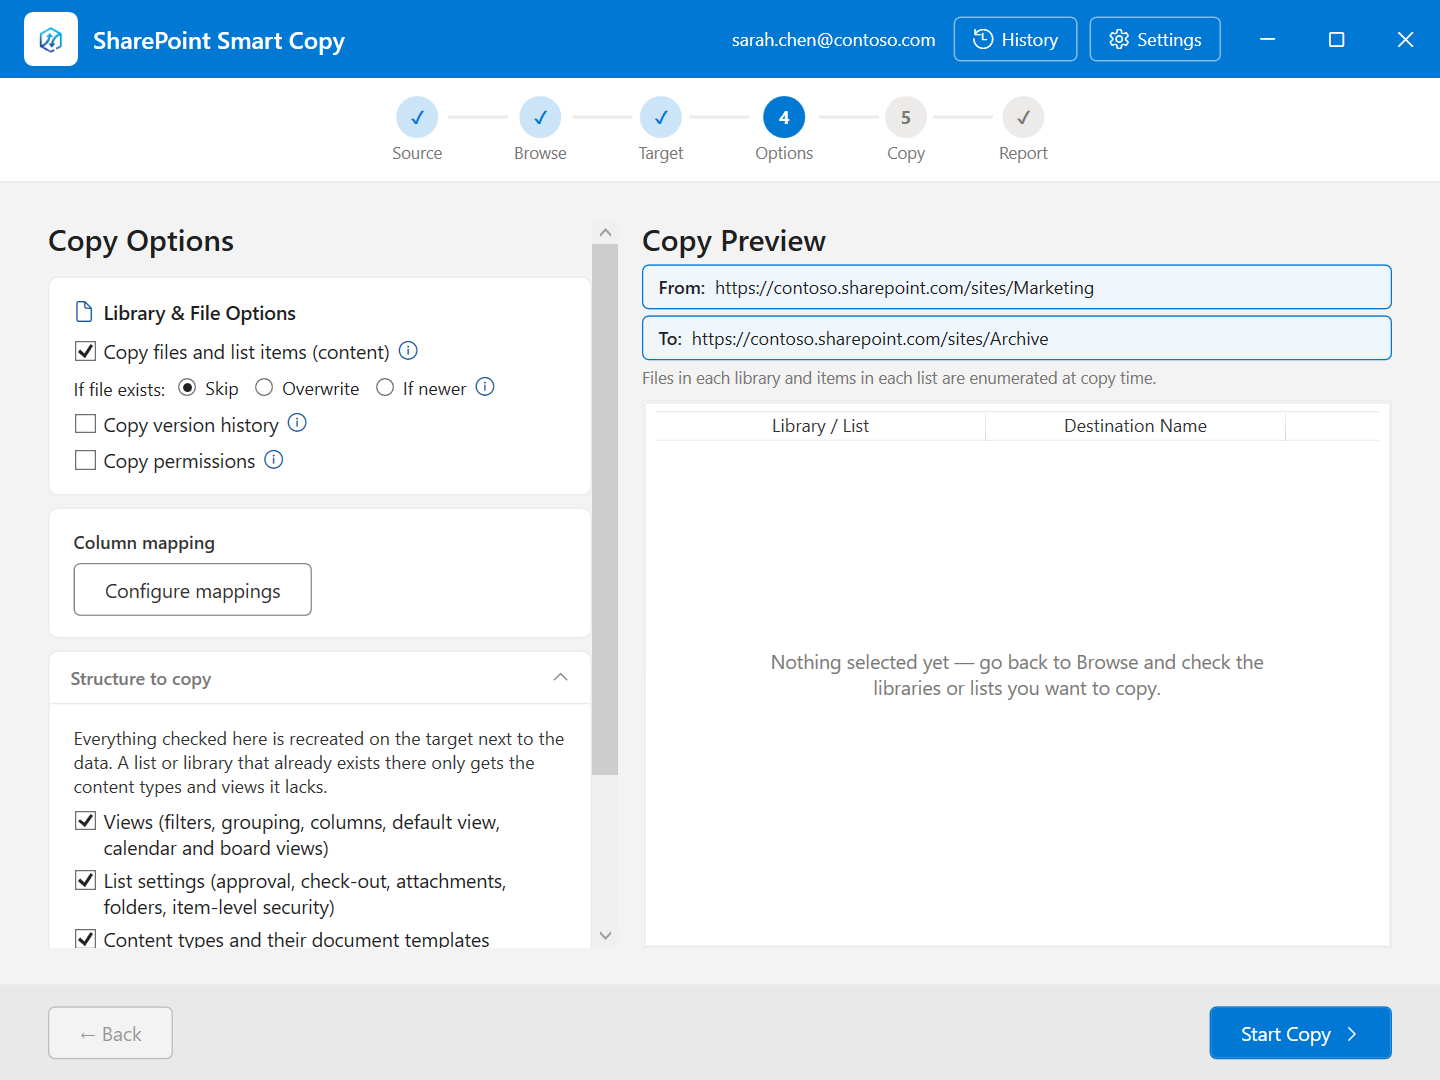 SharePoint Smart Copy
sarah.chen@contoso.com
History
Settings
Source
Browse
Target
4
Options
5
Copy
Report
Copy Options
Library & File Options
Copy files and list items (content)
If file exists: Skip Overwrite If newer
Copy version history
Copy permissions
Column mapping
Configure mappings
Structure to copy
Everything checked here is recreated on the target next to the
data. A list or library that already exists there only gets the
content types and views it lacks.
Views (filters, grouping, columns, default view,
calendar and board views)
List settings (approval, check-out, attachments,
folders, item-level security)
Content types and their document templates
Copy Preview
From: https://contoso.sharepoint.com/sites/Marketing
To: https://contoso.sharepoint.com/sites/Archive
Files in each library and items in each list are enumerated at copy time.
Library / List
Destination Name
Nothing selected yet — go back to Browse and check the
libraries or lists you want to copy.
← Back
Start Copy